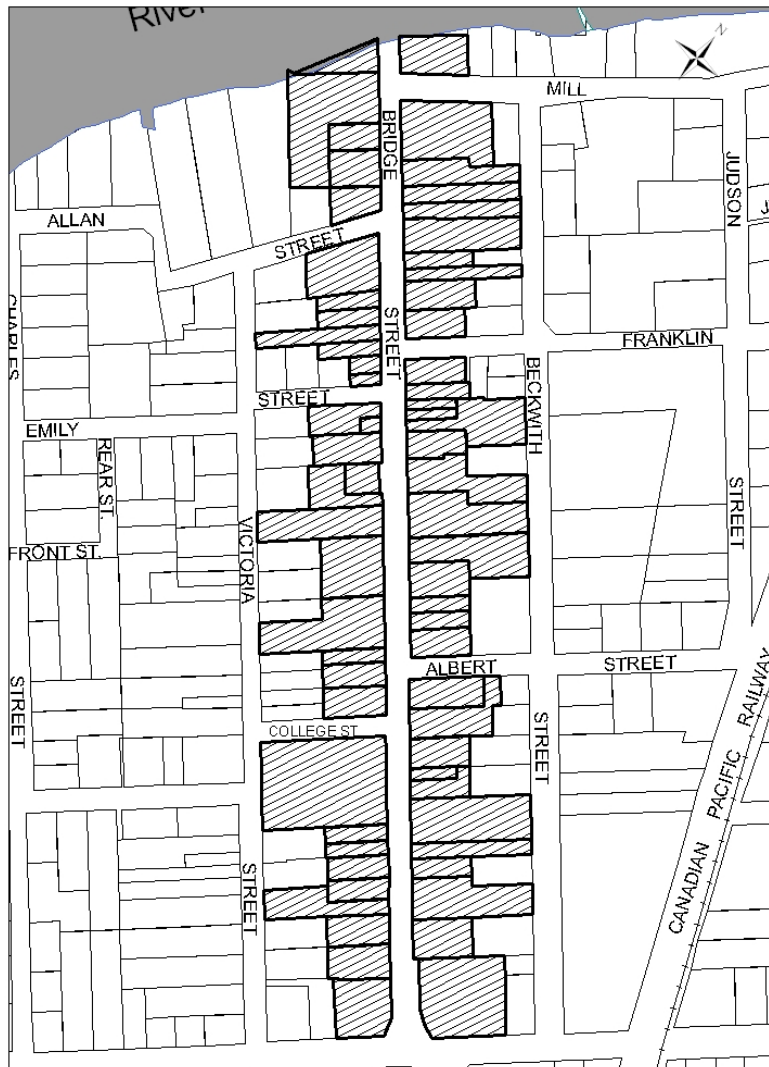 River
N
MILL
BRIDGE
JUDSON
J
ALLAN
STREET
CHARLES
STREET
FRANKLIN
BECKWITH
STREET
EMILY
REAR ST.
STREET
VICTORIA
FRONT ST.
ALBERT
STREET
STREET
STREET
COLLEGE ST
CANADIAN PACIFIC RAILWAY
STREET